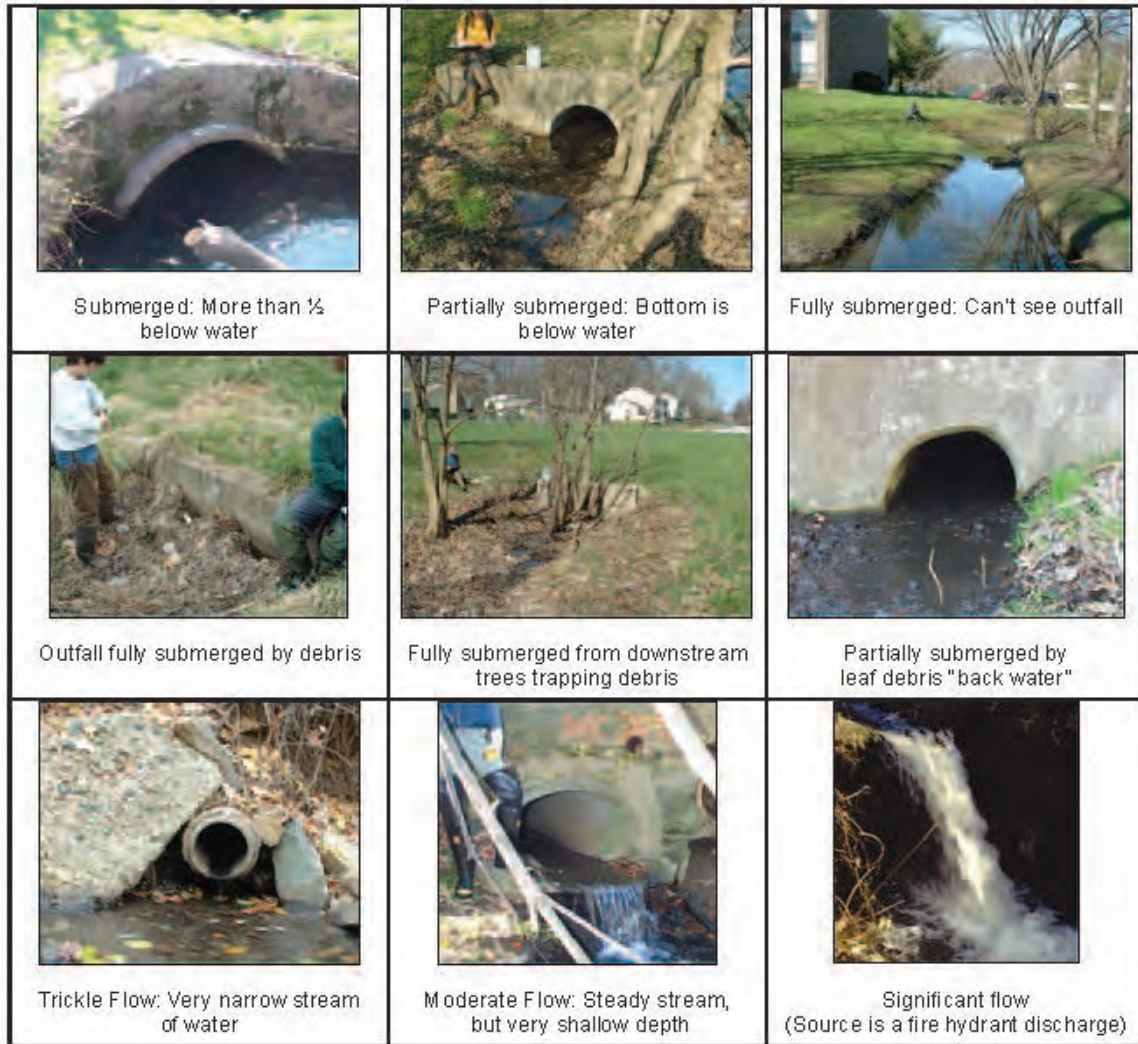 Submerged: More than ½
below water
Partially submerged: Bottom is
below water
Fully submerged: Can't see outfall
Outfall fully submerged by debris
Fully submerged from downstream
trees trapping debris
Partially submerged by
leaf debris "back water"
Trickle Flow: Very narrow stream
of water
Moderate Flow: Steady stream,
but very shallow depth
Significant flow
(Source is a fire hydrant discharge)